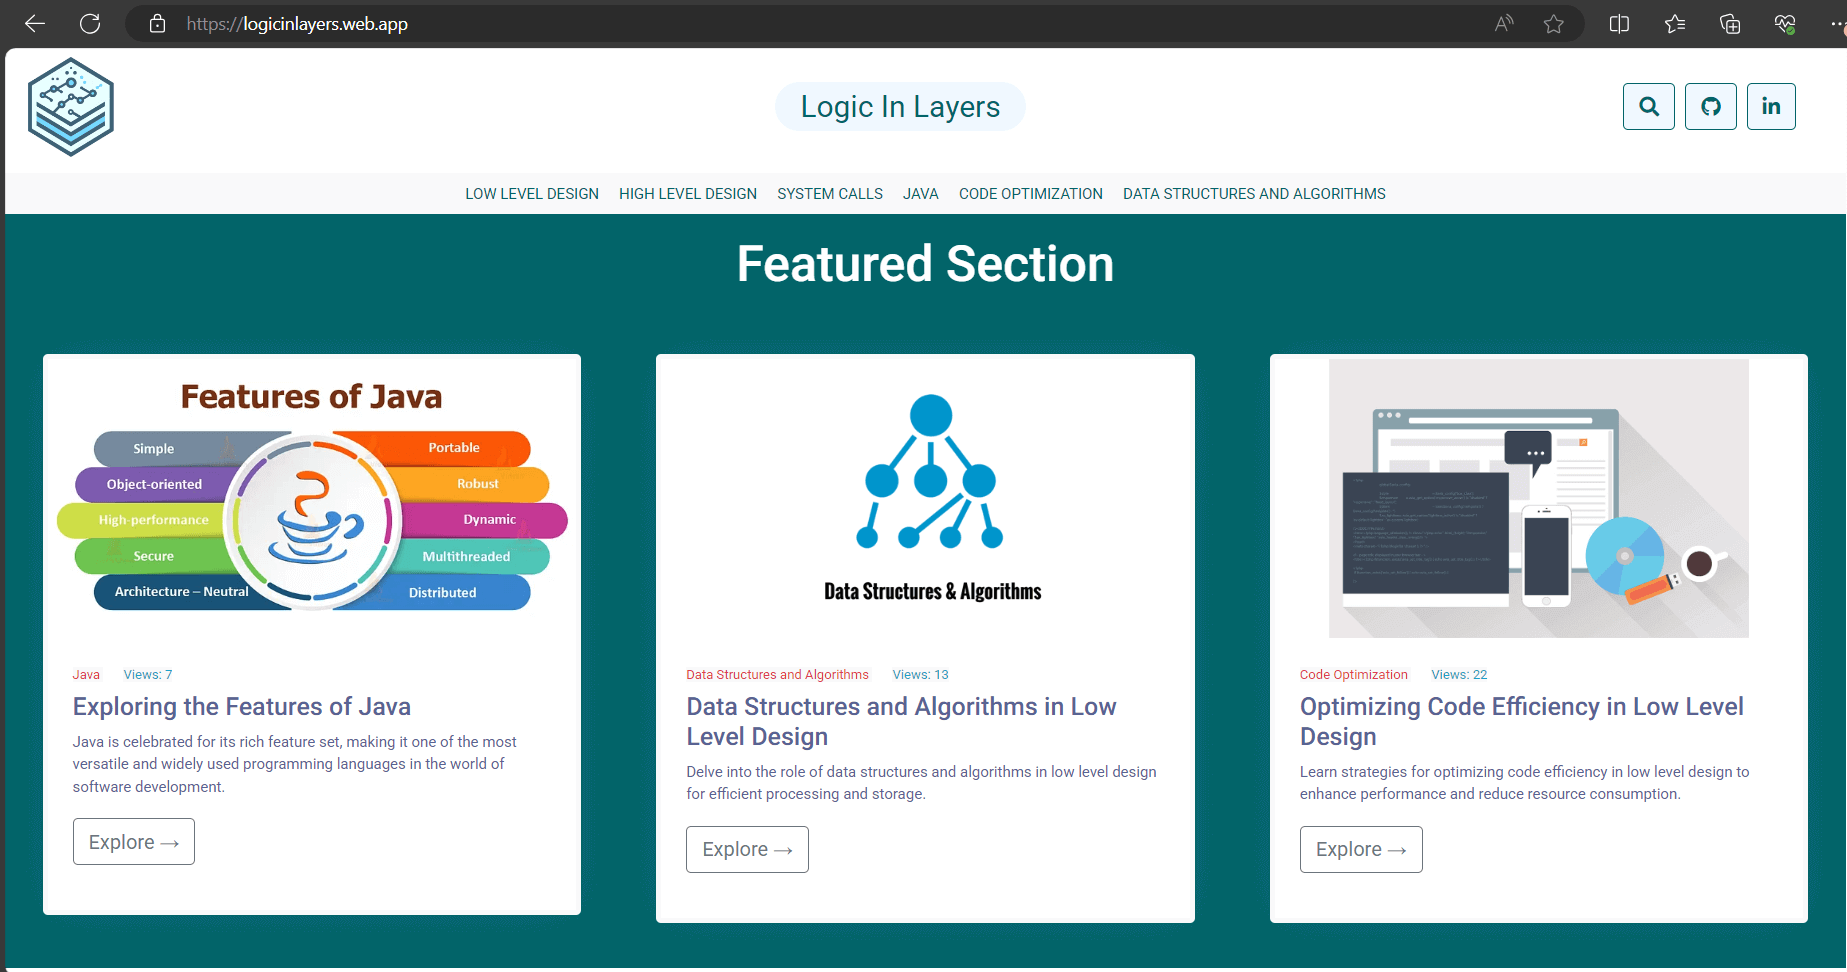 https://logicinlayers.web.app
Logic In Layers
LOW LEVEL DESIGN HIGH LEVEL DESIGN SYSTEM CALLS JAVA CODE OPTIMIZATION DATA STRUCTURES AND ALGORITHMS
Featured Section
Features of Java
Simple
Object-oriented
High-performance
Secure
Architecture – Neutral
Portable
Robust
Dynamic
Multithreaded
Distributed
Java Views: 7
Exploring the Features of Java
Java is celebrated for its rich feature set, making it one of the most
versatile and widely used programming languages in the world of
software development.
Explore →
Data Structures & Algorithms
Data Structures and Algorithms Views: 13
Data Structures and Algorithms in Low
Level Design
Delve into the role of data structures and algorithms in low level design
for efficient processing and storage.
Explore →
Code Optimization Views: 22
Optimizing Code Efficiency in Low Level
Design
Learn strategies for optimizing code efficiency in low level design to
enhance performance and reduce resource consumption.
Explore →